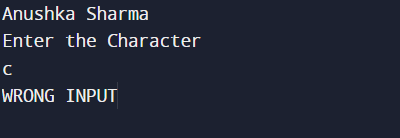 Anushka Sharma
Enter the Character
c
WRONG INPUT